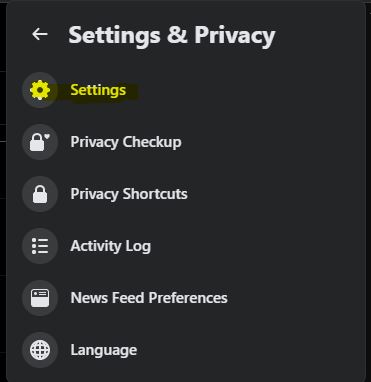 Settings & Privacy
Settings
Privacy Checkup
Privacy Shortcuts
Activity Log
News Feed Preferences
Language